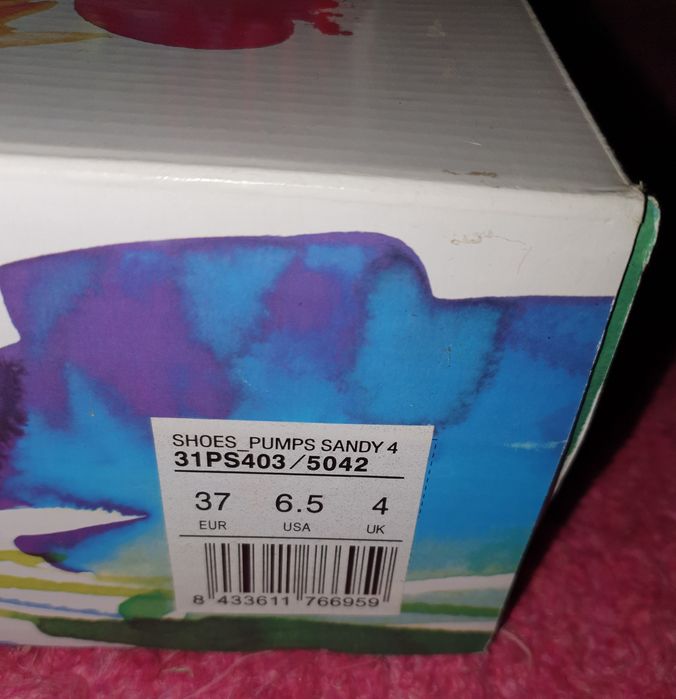 SHOES_PUMPS SANDY 4
31PS403/5042
37 6.5 4
EUR USA UK
8 433611 766959